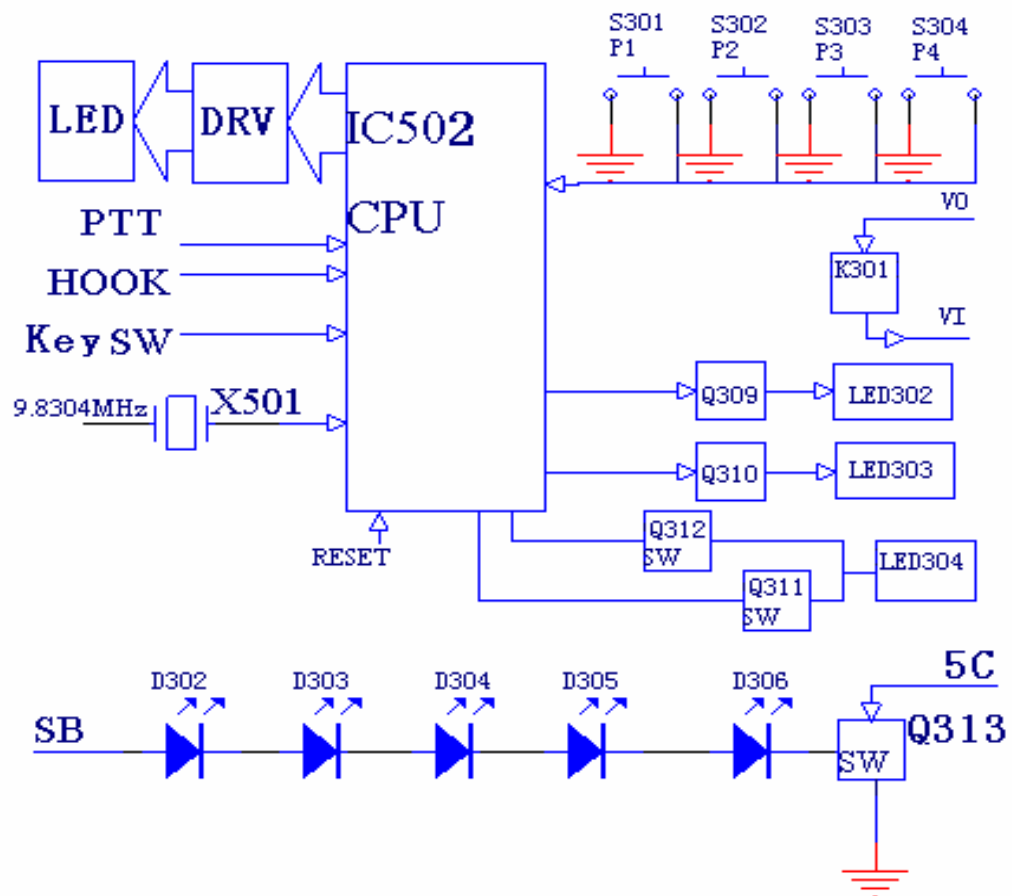 S301 S302 S303 S304
P1 P2 P3 P4
LED
DRV
IC502
CPU
PTT
HOOK
Key SW
9.8304MHz
X501
RESET
VO
K301
VI
Q309
LED302
Q310
LED303
Q312
SW
LED304
Q311
SW
D302
D303
D304
D305
D306
5C
SB
Q313
SW